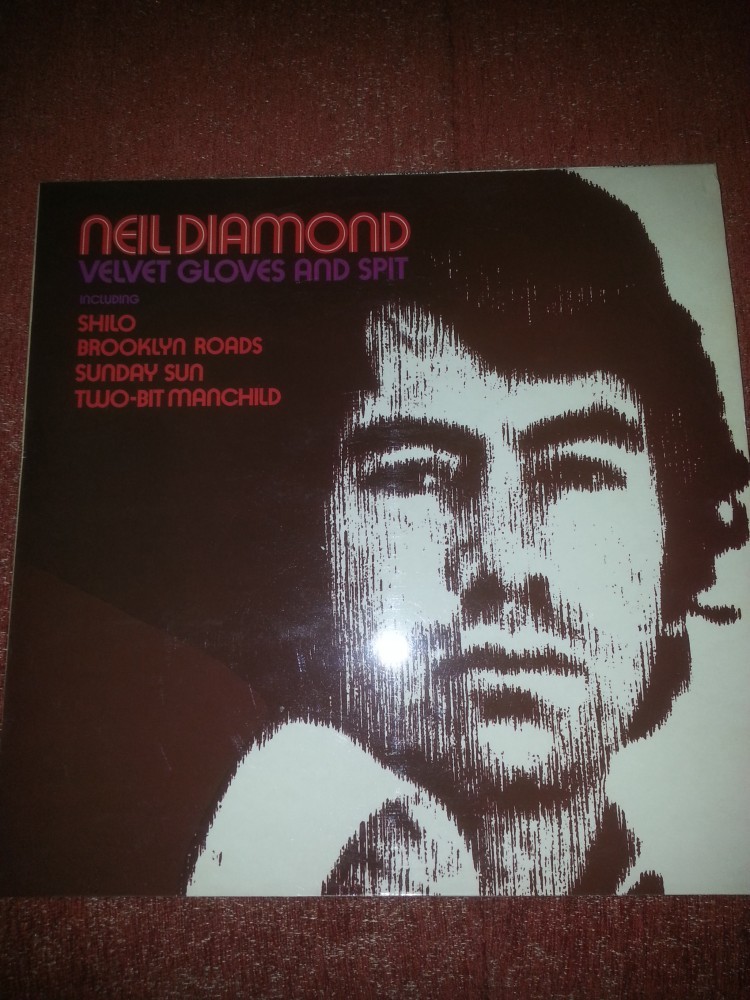 NEIL DIAMOND
VELVET GLOVES AND SPIT
INCLUDING
SHILO
BROOKLYN ROADS
SUNDAY SUN
TWO-BIT MANCHILD